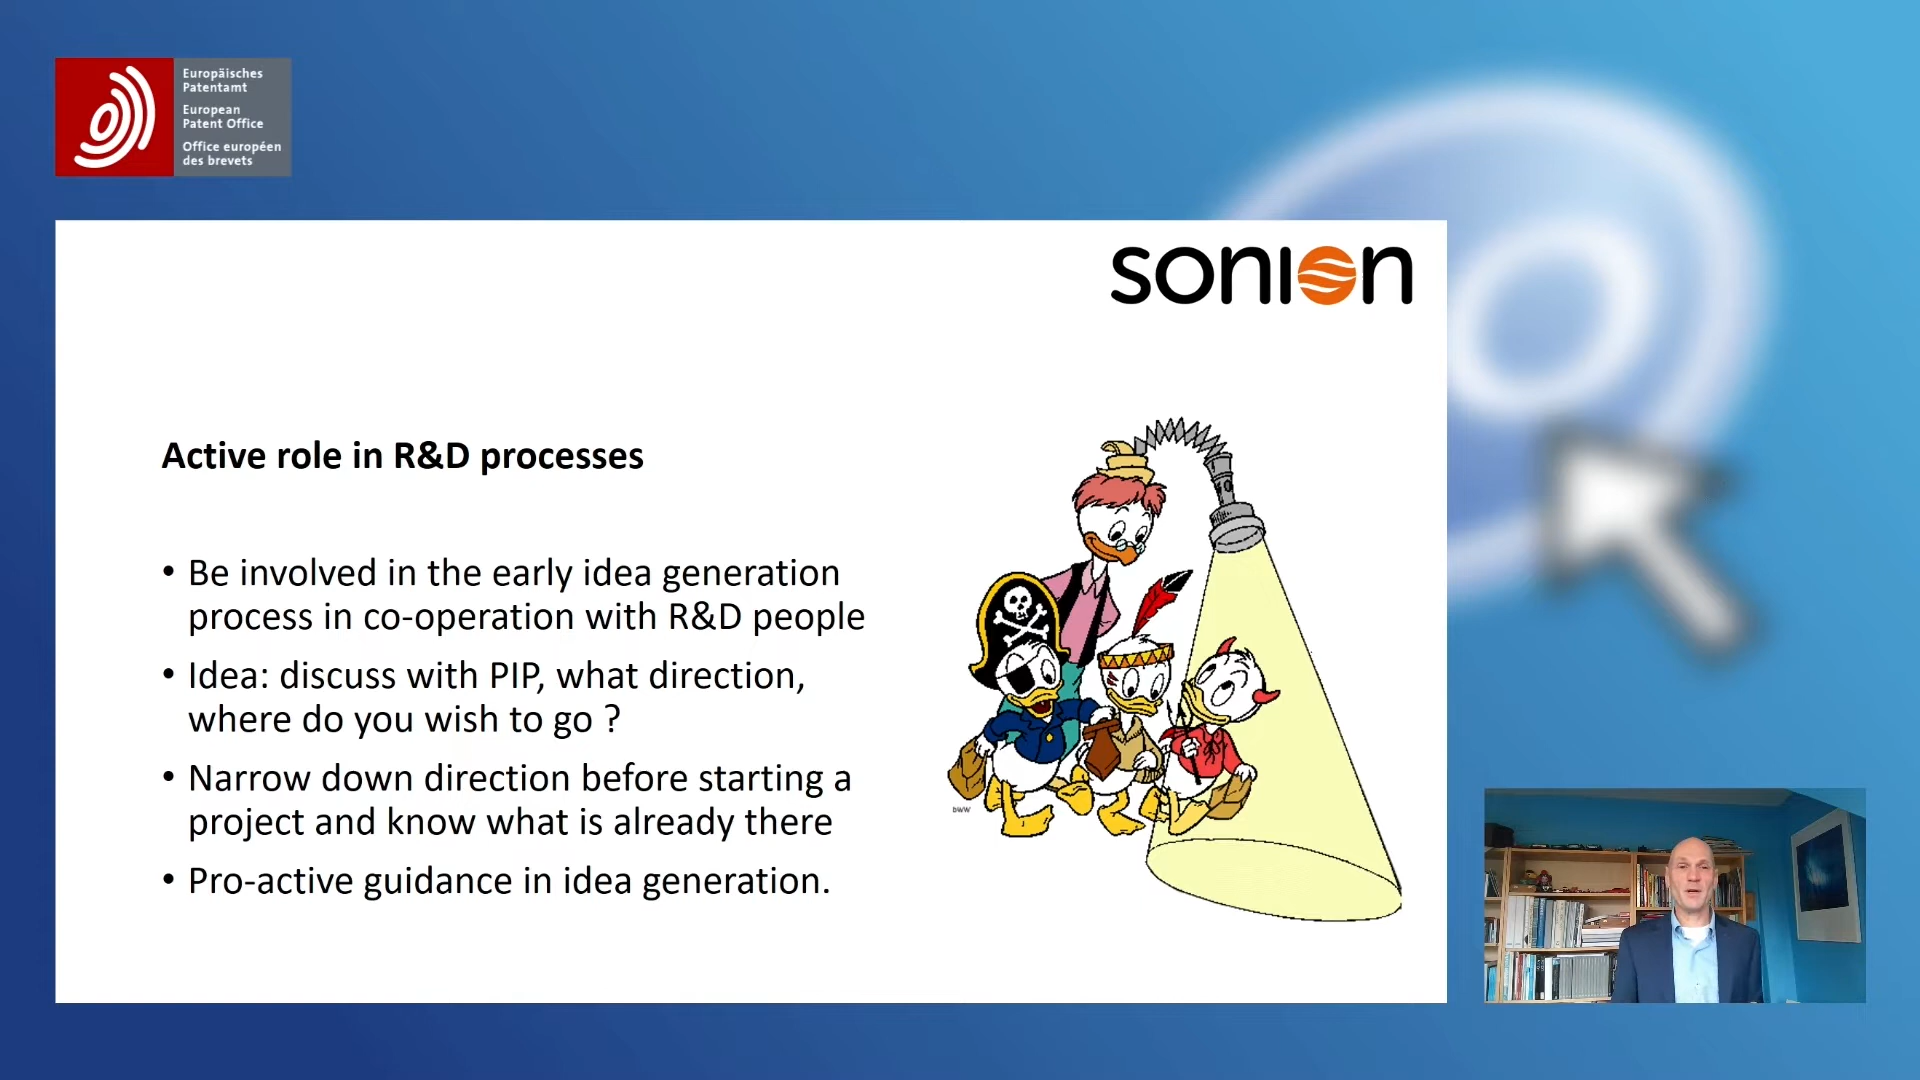 Europäisches
Patentamt
European
Patent Office
Office européen
des brevets
sonion
Active role in R&D processes
• Be involved in the early idea generation
process in co-operation with R&D people
• Idea: discuss with PIP, what direction,
where do you wish to go ?
• Narrow down direction before starting a
project and know what is already there
• Pro-active guidance in idea generation.
DWW